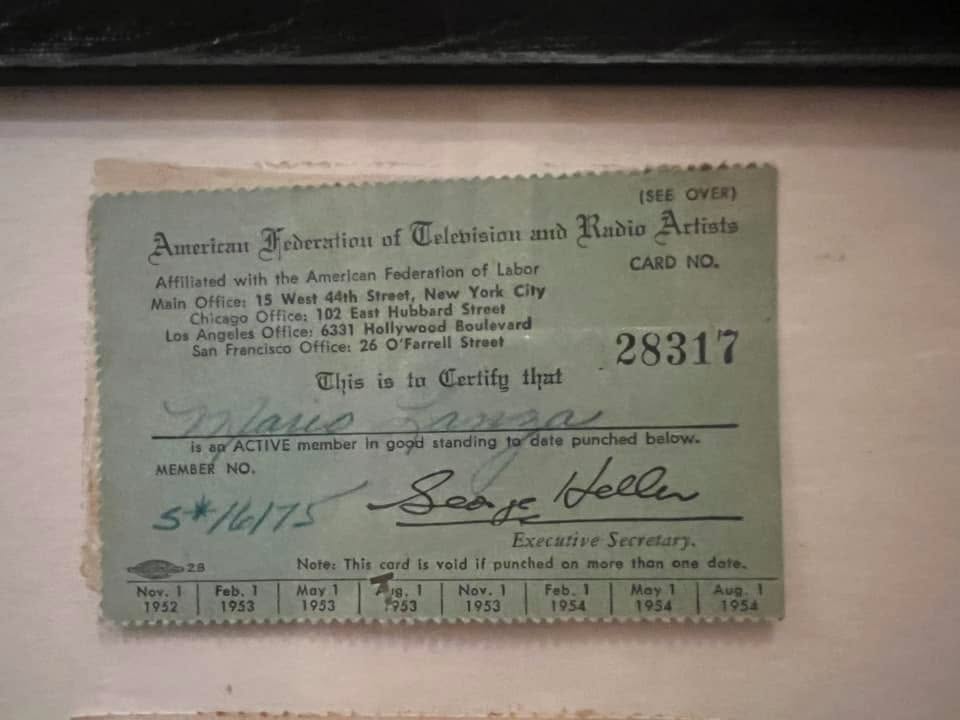 (SEE OVER)
American Federation of Television and Radio Artists
Affiliated with the American Federation of Labor
CARD NO.
Main Office: 15 West 44th Street, New York City
Chicago Office: 102 East Hubbard Street
Los Angeles Office: 6331 Hollywood Boulevard
San Francisco Office: 26 O'Farrell Street
28317
This is to Certify that
Mario Lanza
is an ACTIVE member in good standing to date punched below.
MEMBER NO.
S*16175
George Heller
Executive Secretary.
28
Note: This card is void if punched on more than one date.
Nov. 1 Feb. 1 May 1 Aug. 1 Nov. 1 Feb. 1 May 1 Aug. 1
1952 1953 1953 1953 1953 1954 1954 1954